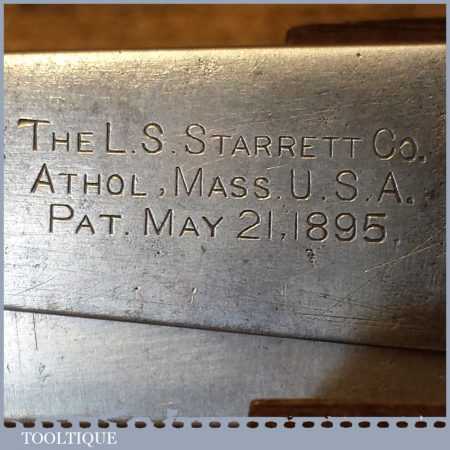 THE L.S. STARRETT CO.
ATHOL, MASS. U.S.A.
PAT. MAY 21, 1895
TOOLTIQUE